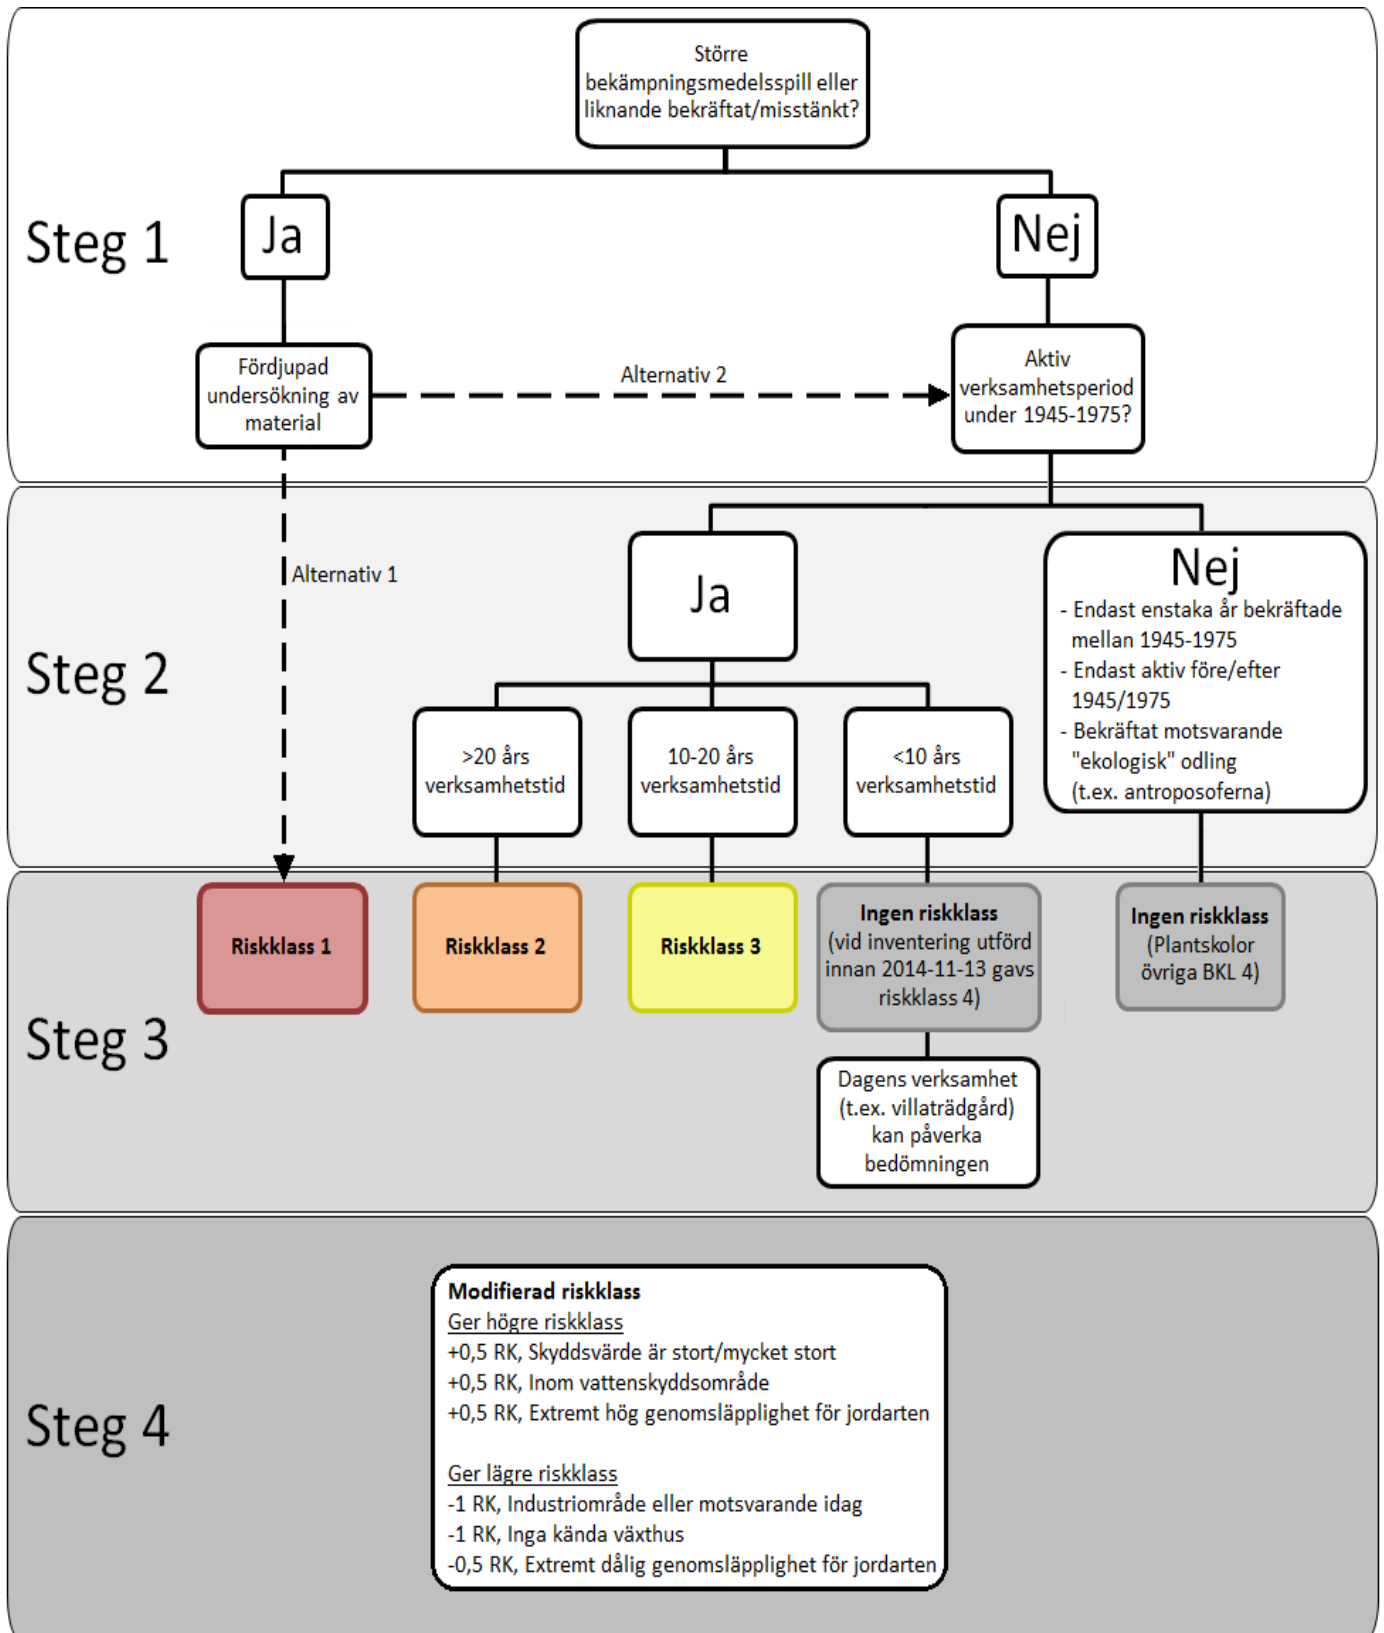 Större
bekämpningsmedelsspill eller
liknande bekräftat/misstänkt?
Steg 1
Ja
Nej
Fördjupad
undersökning av
material
Alternativ 2
Aktiv
verksamhetsperiod
under 1945-1975?
Alternativ 1
Steg 2
Ja
Nej
- Endast enstaka år bekräftade
mellan 1945-1975
- Endast aktiv före/efter
1945/1975
- Bekräftat motsvarande
"ekologisk" odling
(t.ex. antroposoferna)
>20 års
verksamhetstid
10-20 års
verksamhetstid
<10 års
verksamhetstid
Steg 3
Riskklass 1
Riskklass 2
Riskklass 3
Ingen riskklass
(vid inventering utförd
innan 2014-11-13 gavs
riskklass 4)
Ingen riskklass
(Plantskolor
övriga BKL 4)
Dagens verksamhet
(t.ex. villaträdgård)
kan påverka
bedömningen
Steg 4
Modifierad riskklass
Ger högre riskklass
+0,5 RK, Skyddsvärde är stort/mycket stort
+0,5 RK, Inom vattenskyddsområde
+0,5 RK, Extremt hög genomsläpplighet för jordarten
Ger lägre riskklass
-1 RK, Industriområde eller motsvarande idag
-1 RK, Inga kända växthus
-0,5 RK, Extremt dålig genomsläpplighet för jordarten